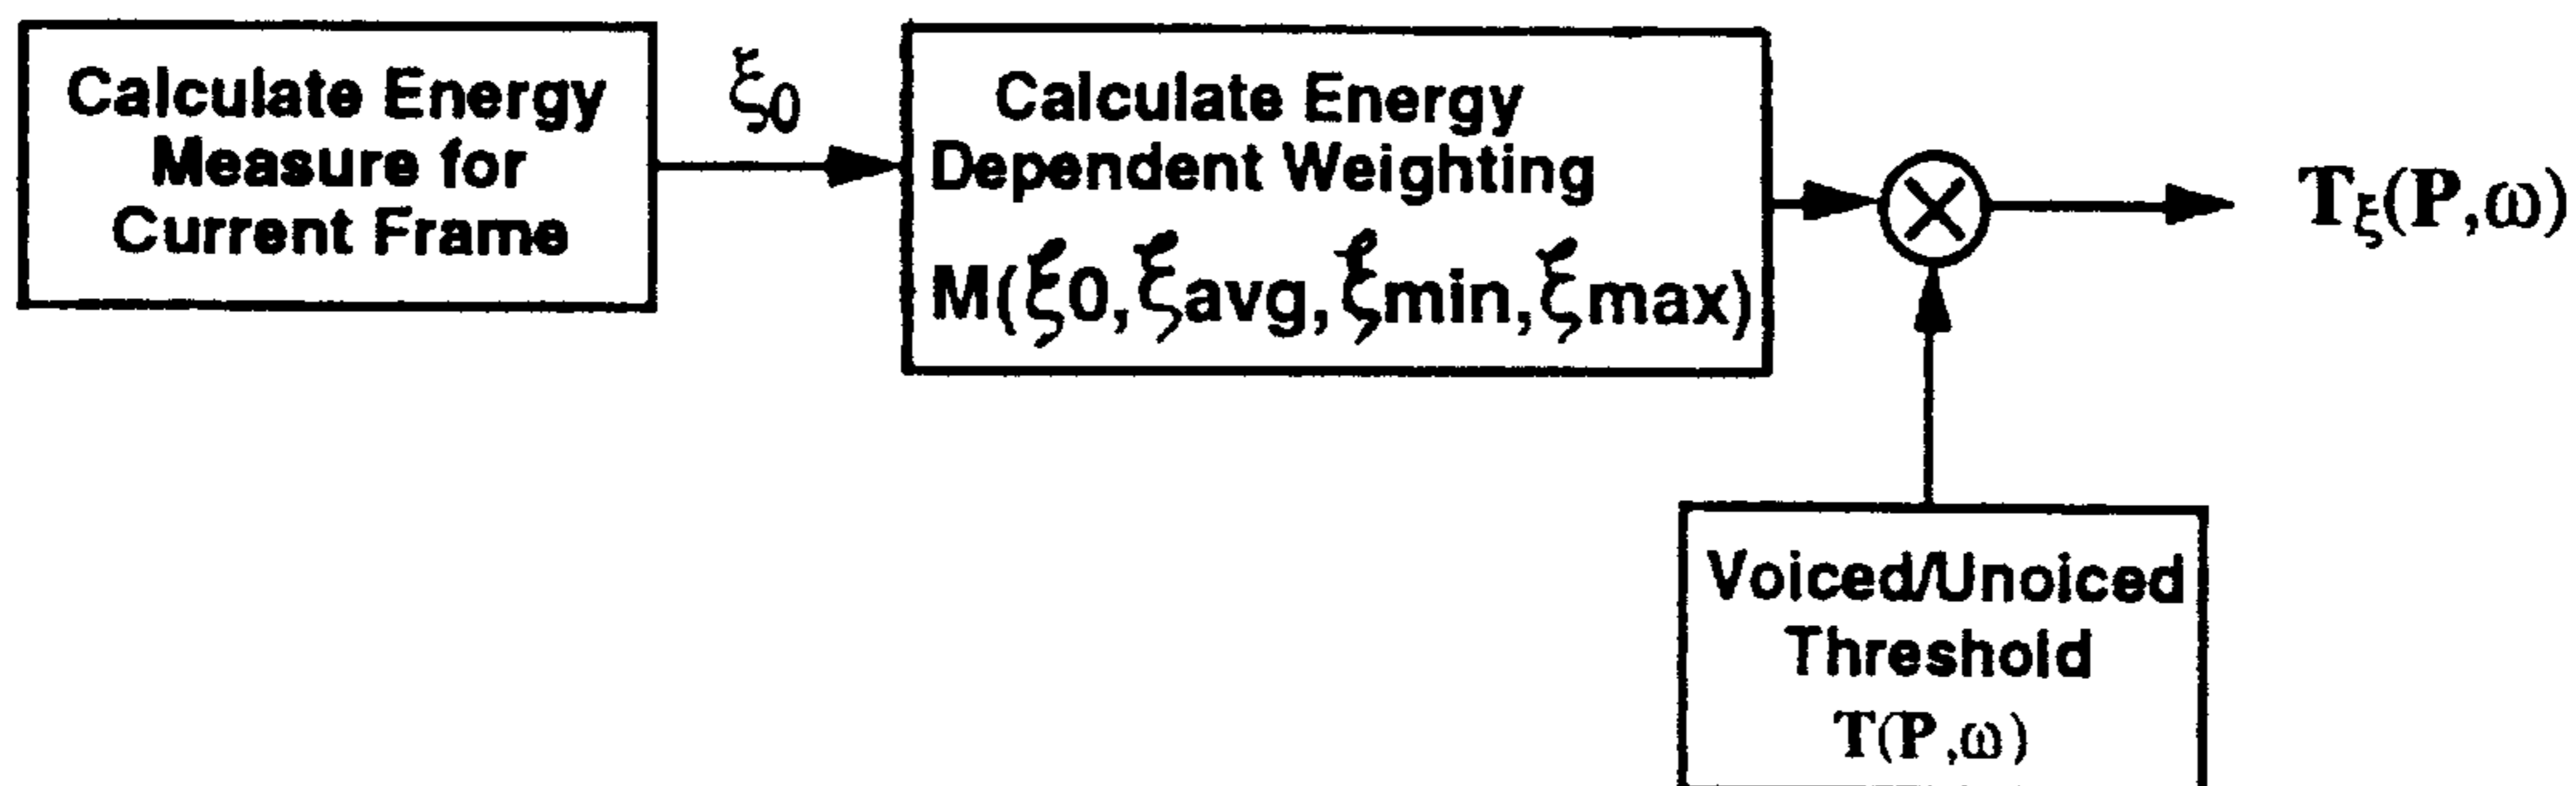 Calculate Energy
Measure for
Current Frame
ξ0
Calculate Energy
Dependent Weighting
M(ξ0,ξavg,ξmin,ξmax)
Tξ(P,ω)
Voiced/Unoiced
Threshold
T(P,ω)